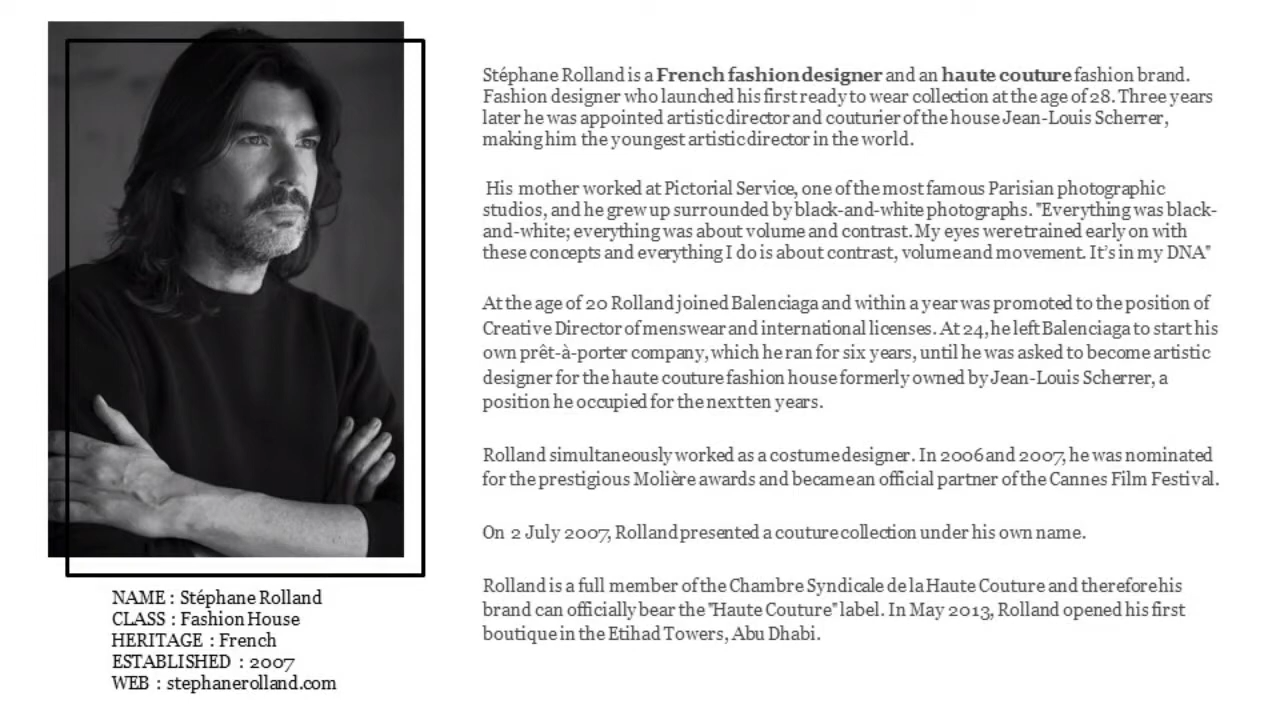 Stéphane Rolland is a French fashion designer and an haute couture fashion brand.
Fashion designer who launched his first ready to wear collection at the age of 28. Three years
later he was appointed artistic director and couturier of the house Jean-Louis Scherrer,
making him the youngest artistic director in the world.
His mother worked at Pictorial Service, one of the most famous Parisian photographic
studios, and he grew up surrounded by black-and-white photographs. "Everything was black-
and-white; everything was about volume and contrast. My eyes were trained early on with
these concepts and everything I do is about contrast, volume and movement. It's in my DNA"
At the age of 20 Rolland joined Balenciaga and within a year was promoted to the position of
Creative Director of menswear and international licenses. At 24, he left Balenciaga to start his
own prêt-à-porter company, which he ran for six years, until he was asked to become artistic
designer for the haute couture fashion house formerly owned by Jean-Louis Scherrer, a
position he occupied for the next ten years.
Rolland simultaneously worked as a costume designer. In 2006 and 2007, he was nominated
for the prestigious Molière awards and became an official partner of the Cannes Film Festival.
On 2 July 2007, Rolland presented a couture collection under his own name.
Rolland is a full member of the Chambre Syndicale de la Haute Couture and therefore his
brand can officially bear the "Haute Couture" label. In May 2013, Rolland opened his first
boutique in the Etihad Towers, Abu Dhabi.
NAME : Stéphane Rolland
CLASS : Fashion House
HERITAGE : French
ESTABLISHED : 2007
WEB : stephanerolland.com